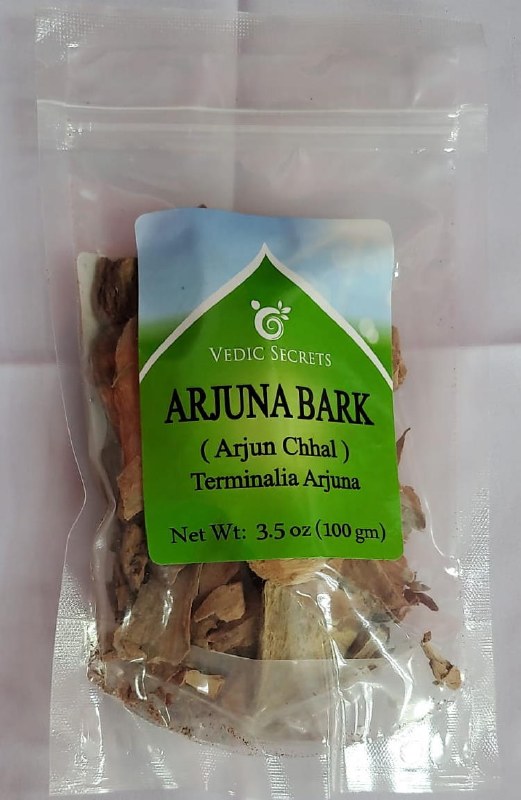 VEDIC SECRETS
ARJUNA BARK
( Arjun Chhal )
Terminalia Arjuna
Net Wt: 3.5 oz (100 gm)